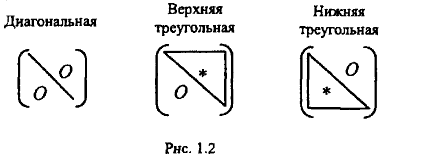 Диагональная
Верхняя
треугольная
Нижняя
треугольная
O
O
*
O
O
*
Рис. 1.2